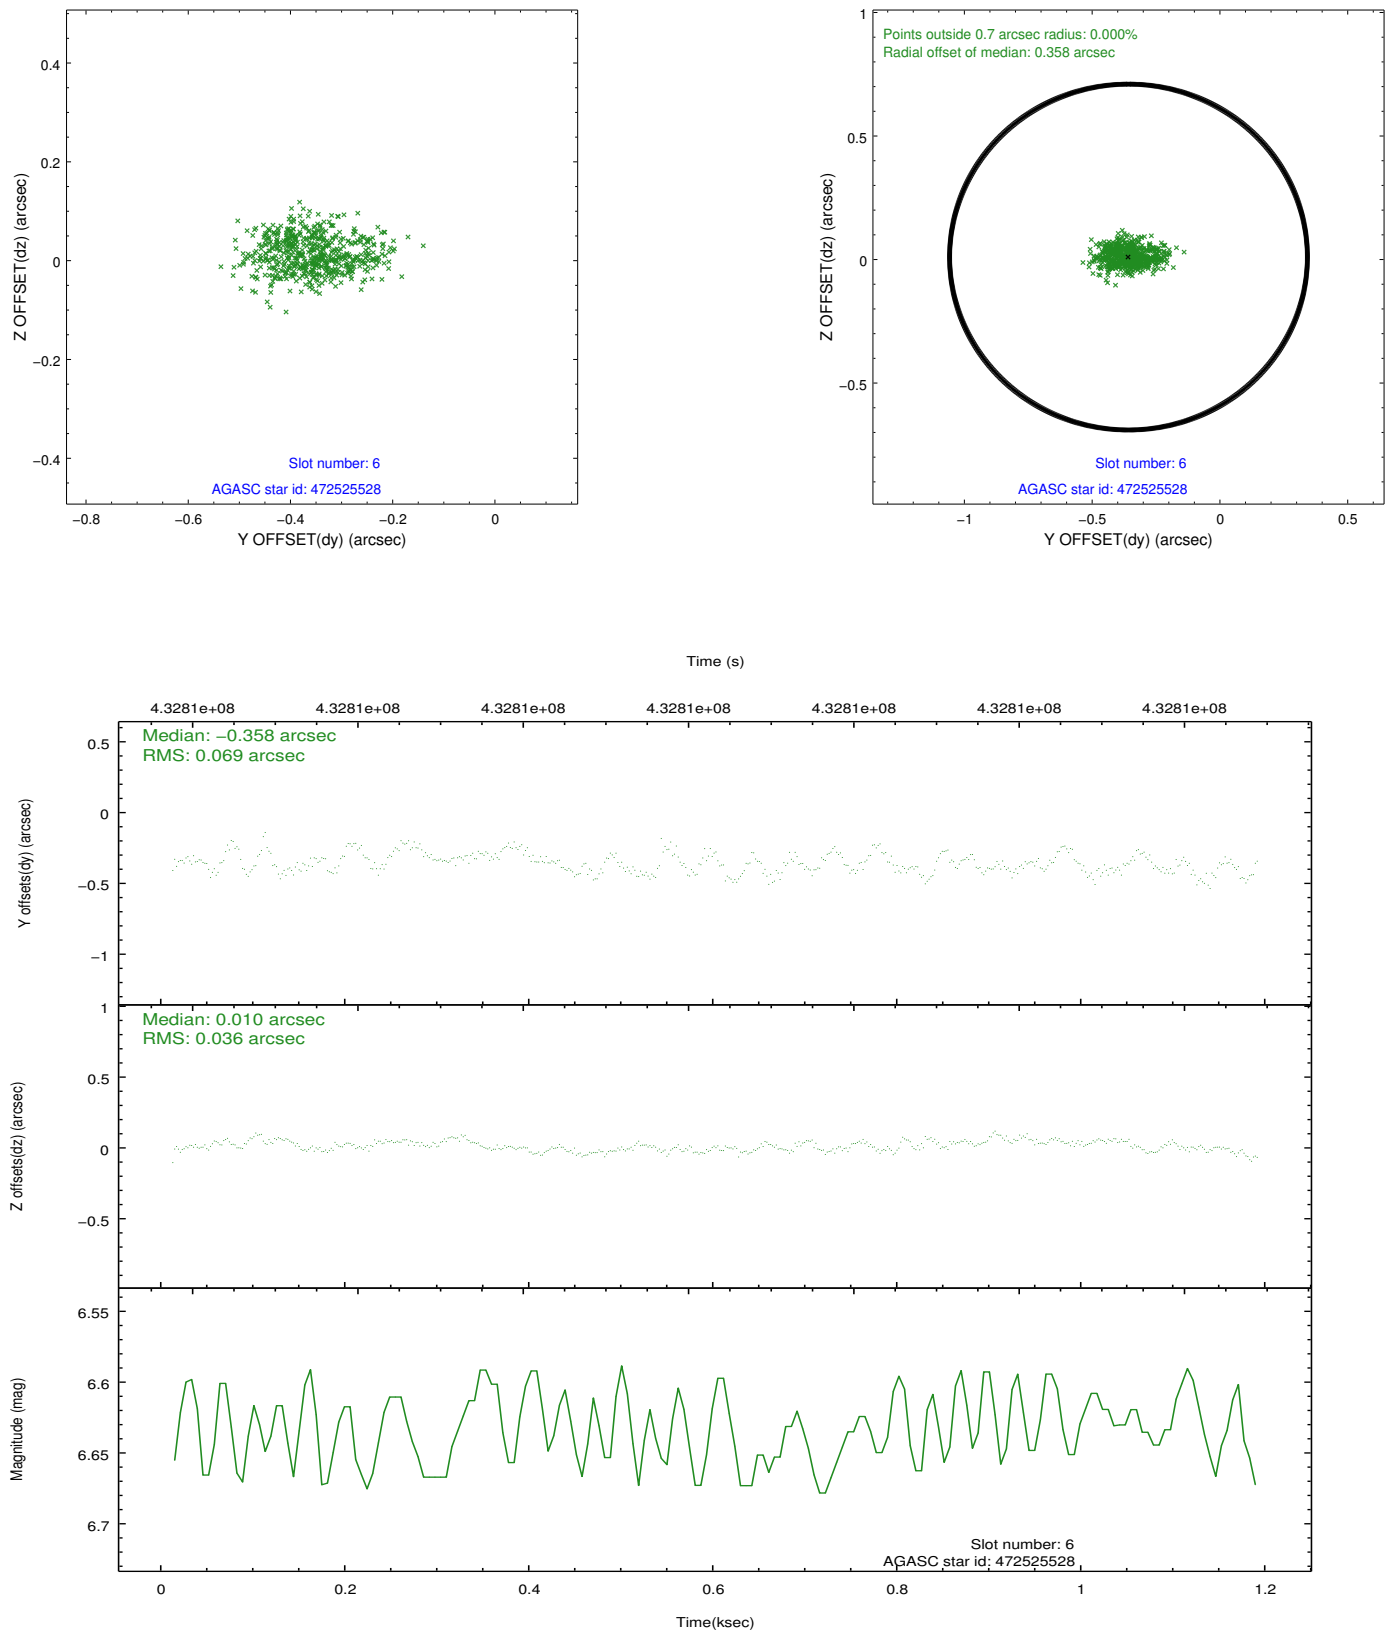 0.4
0.2
0
−0.2
−0.4
Z OFFSET(dz) (arcsec)
Slot number: 6
AGASC star id: 472525528
−0.8
−0.6
−0.4
−0.2
0
Y OFFSET(dy) (arcsec)
Points outside 0.7 arcsec radius: 0.000%
Radial offset of median: 0.358 arcsec
1
0.5
0
−0.5
Z OFFSET(dz) (arcsec)
Slot number: 6
AGASC star id: 472525528
−1
−0.5
0
0.5
Y OFFSET(dy) (arcsec)
Time (s)
4.3281e+08 4.3281e+08 4.3281e+08 4.3281e+08 4.3281e+08 4.3281e+08 4.3281e+08
Median: −0.358 arcsec
RMS: 0.069 arcsec
0.5
0
−0.5
−1
Y offsets(dy) (arcsec)
Median: 0.010 arcsec
RMS: 0.036 arcsec
1
0.5
0
−0.5
Z offsets(dz) (arcsec)
6.55
6.6
6.65
6.7
Magnitude (mag)
Slot number: 6
AGASC star id: 472525528
0
0.2
0.4
0.6
0.8
1
1.2
Time(ksec)